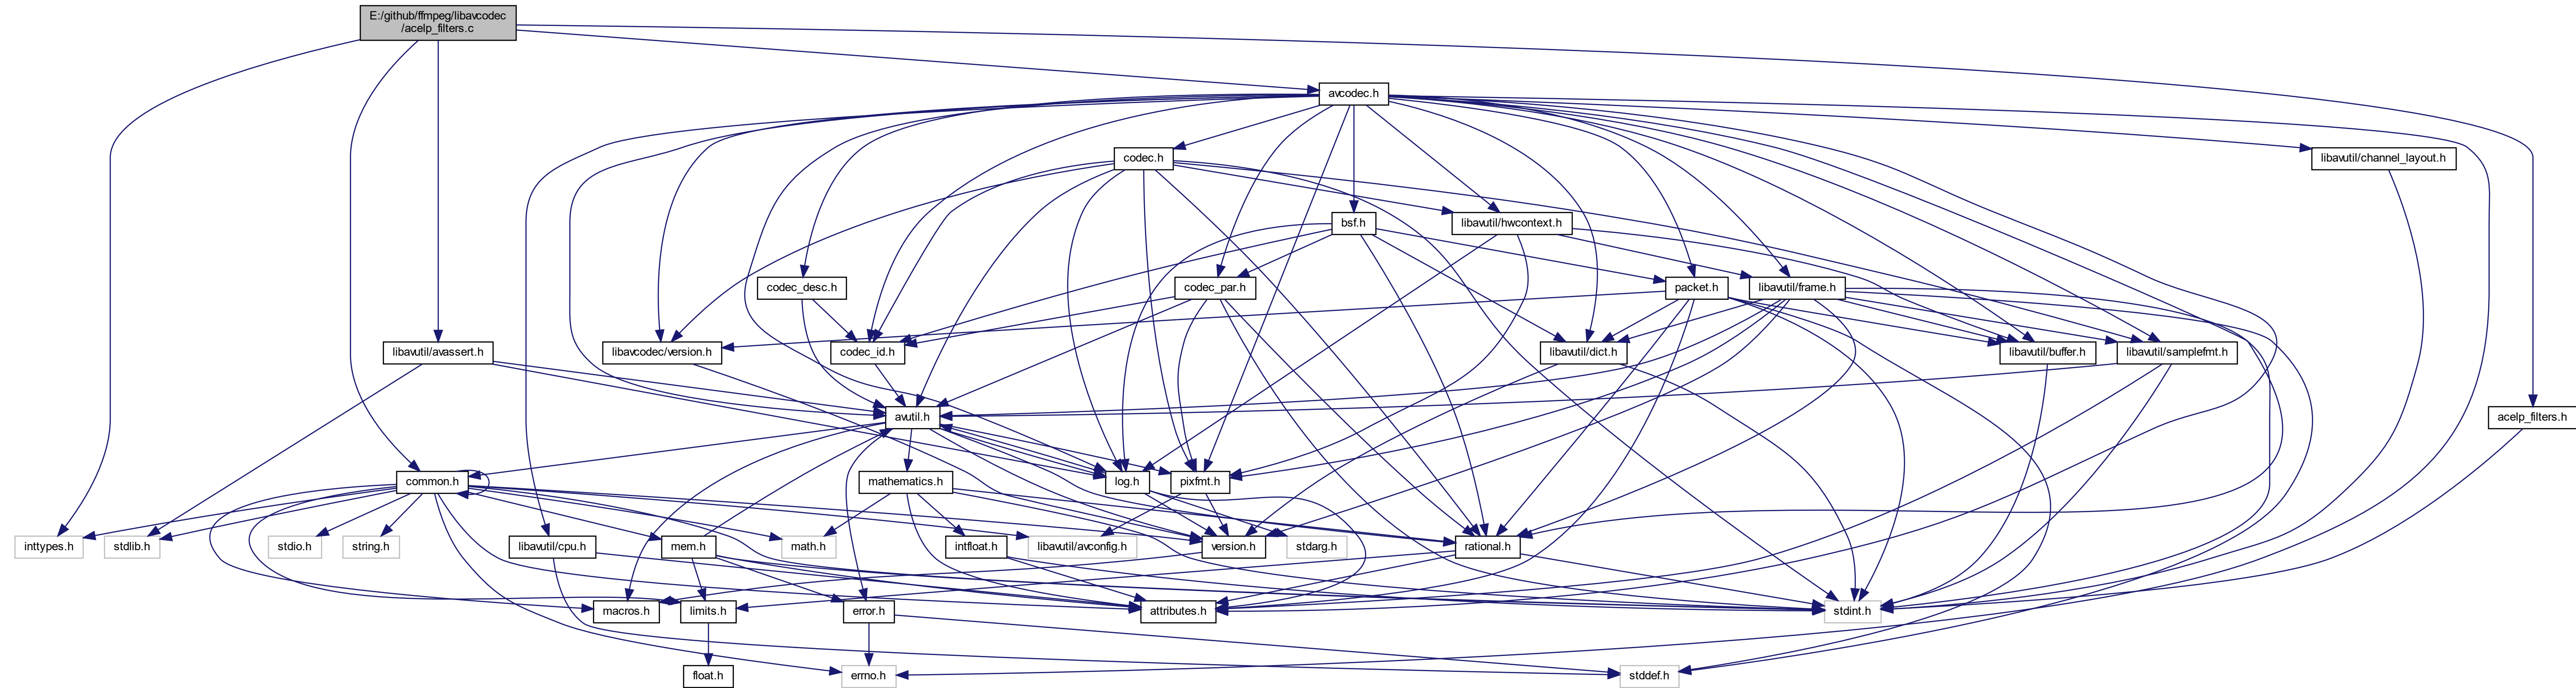 E:/github/ffmpeg/libavcodec
/acelp_filters.c
avcodec.h
codec.h
libavutil/channel_layout.h
bsf.h
libavutil/hwcontext.h
codec_desc.h
codec_par.h
packet.h
libavutil/frame.h
libavutil/avassert.h
libavcodec/version.h
codec_id.h
libavutil/dict.h
libavutil/buffer.h
libavutil/samplefmt.h
avutil.h
acelp_filters.h
common.h
mathematics.h
log.h
pixfmt.h
inttypes.h
stdlib.h
stdio.h
string.h
libavutil/cpu.h
mem.h
math.h
intfloat.h
libavutil/avconfig.h
version.h
stdarg.h
rational.h
macros.h
limits.h
error.h
attributes.h
stdint.h
float.h
errno.h
stddef.h